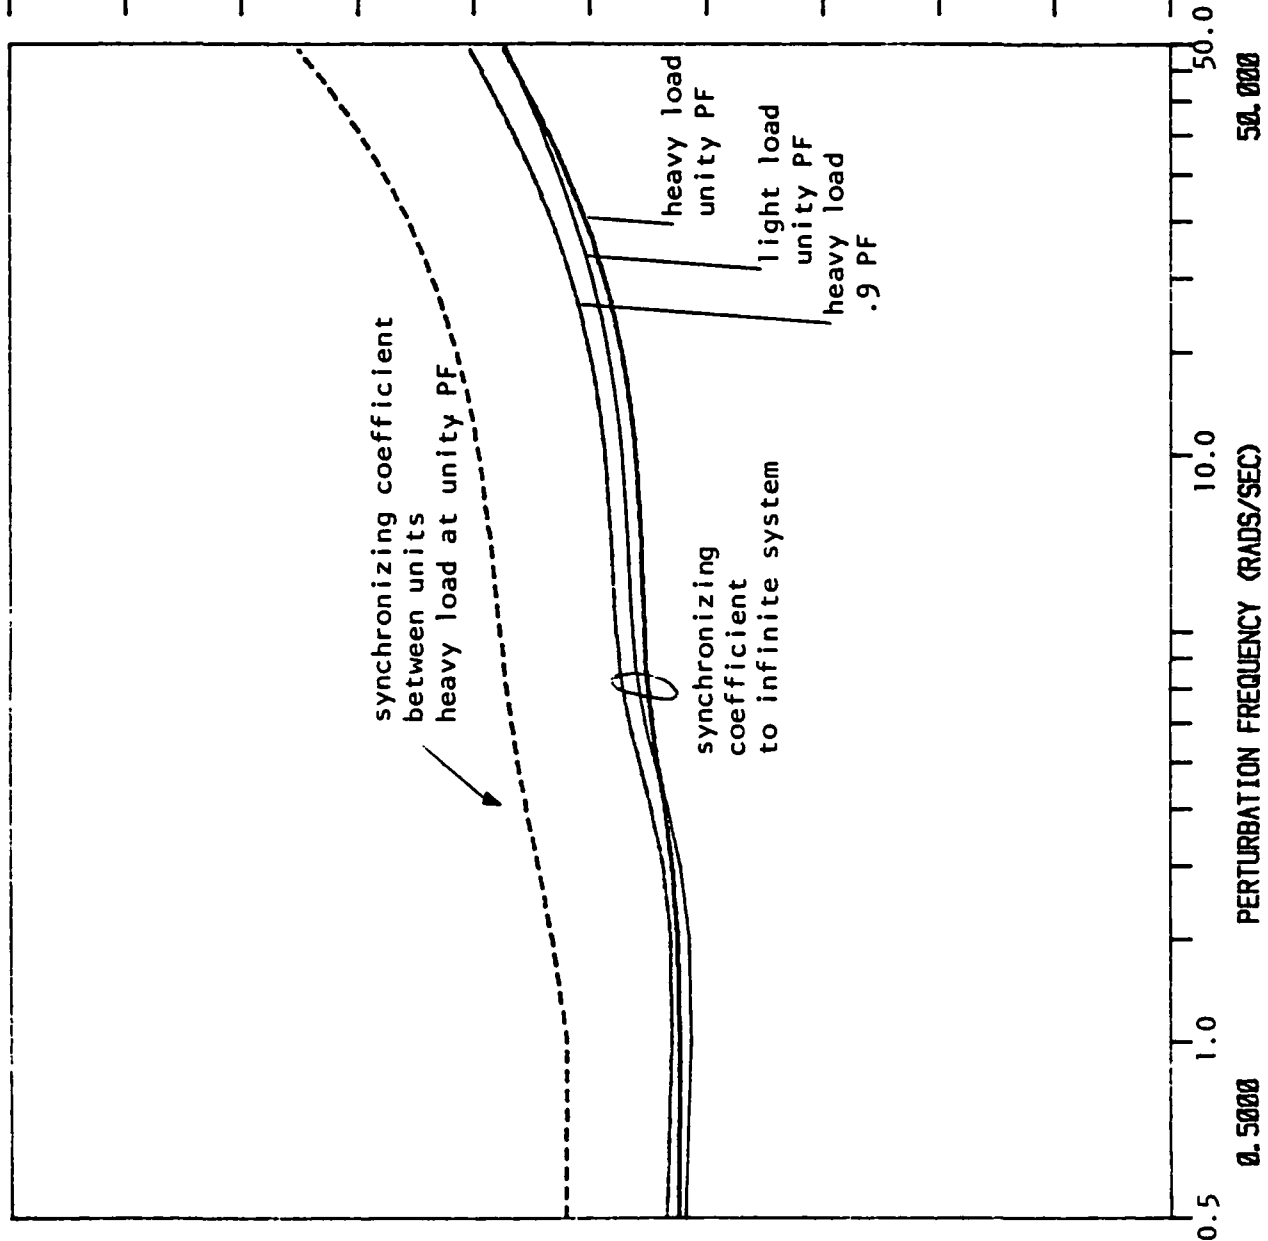 synchronizing coefficient
between units
heavy load at unity PF
heavy load
unity PF
light load
unity PF
heavy load
.9 PF
synchronizing
coefficient
to infinite system
0.5
1.0
10.0
50.0
0.5000
PERTURBATION FREQUENCY (RADS/SEC)
50.000